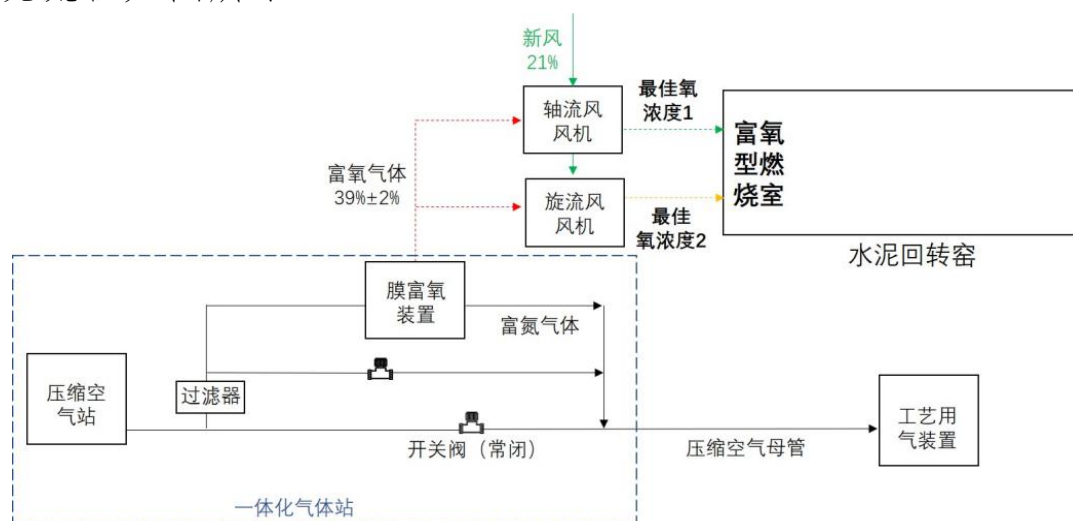 新风
21%
轴流风
风机
最佳氧
浓度1
富氧
型燃
烧室
富氧气体
39%±2%
旋流风
风机
最佳
氧浓度2
水泥回转窑
膜富氧
装置
富氮气体
压缩空
气站
过滤器
开关阀（常闭）
压缩空气母管
工艺用
气装置
一体化气体站